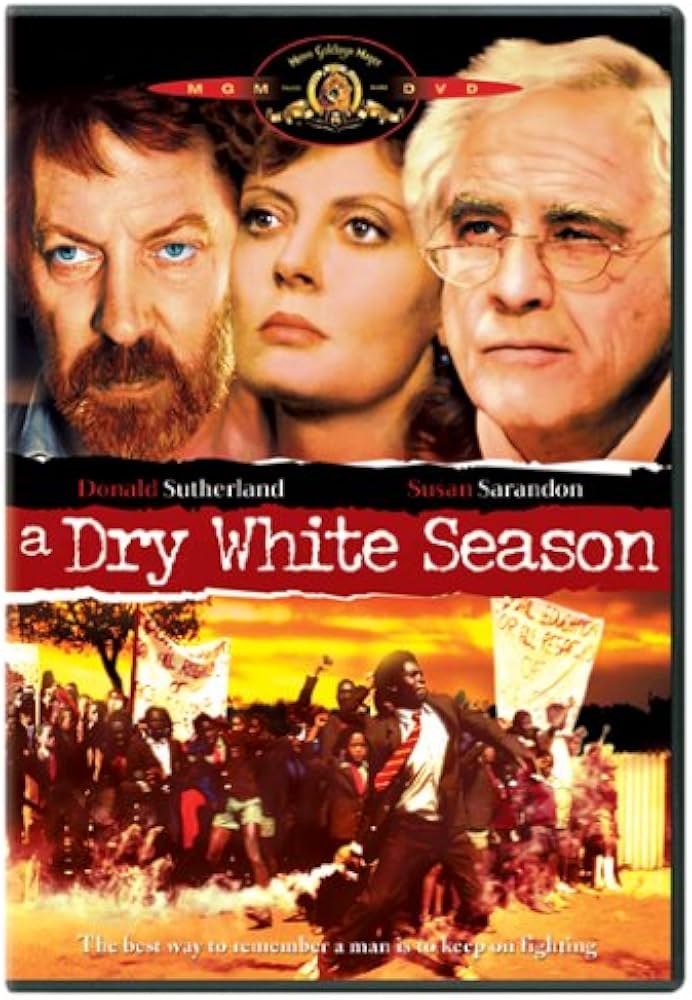 MGM DVD
Donald Sutherland Susan Sarandon
a Dry White Season
The best way to remember a man is to keep on fighting